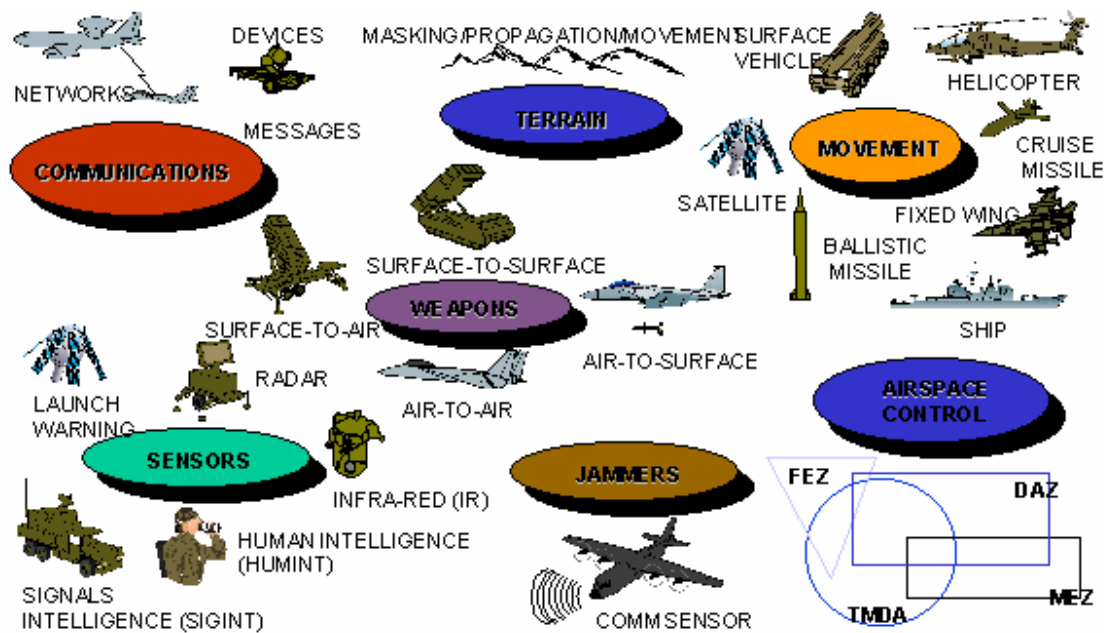 DEVICES
MASKING/PROPAGATION/MOVEMENT
SURFACE
VEHICLE
HELICOPTER
NETWORKS
MESSAGES
COMMUNICATIONS
TERRAIN
MOVEMENT
CRUISE
MISSILE
SATELLITE
FIXED WING
BALLISTIC
MISSILE
SURFACE-TO-SURFACE
WEAPONS
SURFACE-TO-AIR
SHIP
AIR-TO-SURFACE
RADAR
AIR-TO-AIR
LAUNCH
WARNING
AIRSPACE
CONTROL
SENSORS
JAMMERS
INFRA-RED (IR)
FEZ
DAZ
HUMAN INTELLIGENCE
(HUMINT)
SIGNALS
INTELLIGENCE (SIGINT)
COMM SENSOR
TMDA
MEZ